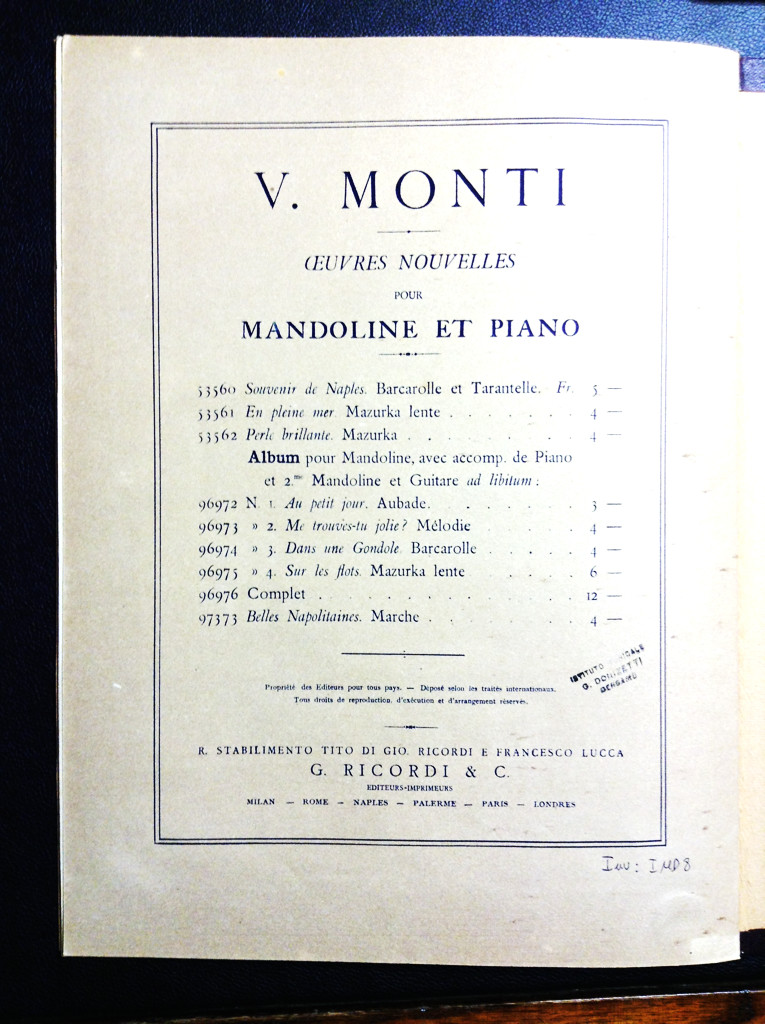 V. MONTI
ŒUVRES NOUVELLES
POUR
MANDOLINE ET PIANO
53560 Souvenir de Naples. Barcarolle et Tarantelle. Fr. 5 —
53561 En pleine mer. Mazurka lente . . . . . . . 4 —
53562 Perle brillante. Mazurka . . . . . . . . 4 —
Album pour Mandoline, avec accomp. de Piano
et 2.me Mandoline et Guitare ad libitum :
96972 N. 1. Au petit jour. Aubade. . . . . . . 3 —
96973 » 2. Me trouves-tu jolie? Mélodie . . . . 4 —
96974 » 3. Dans une Gondole. Barcarolle . . . . . 4 —
96975 » 4. Sur les flots. Mazurka lente . . . . 6 —
96976 Complet . . . . . . . . . . . 12 —
97373 Belles Napolitaines. Marche . . . . . . . 4 —
ISTITUTO
G. DONIZETTI
BERGAMO
Propriété des Editeurs pour tous pays. — Déposé selon les traités internationaux.
Tous droits de reproduction, d'exécution et d'arrangement réservés.
R. STABILIMENTO TITO DI GIO. RICORDI E FRANCESCO LUCCA
G. RICORDI & C.
EDITEURS-IMPRIMEURS
MILAN — ROME — NAPLES — PALERME — PARIS — LONDRES
Inv: IMD8